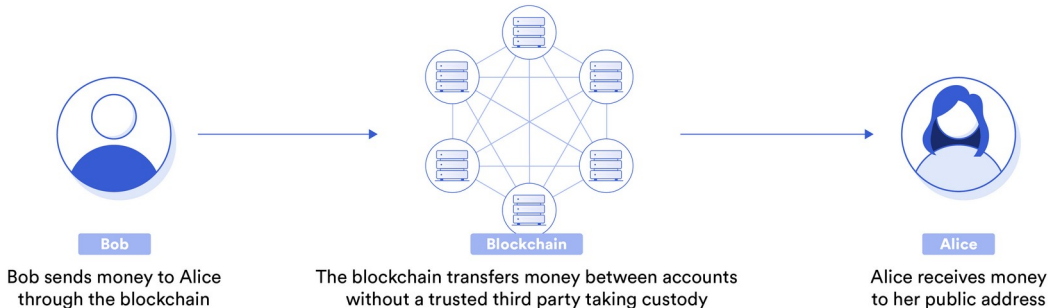 Bob
Bob sends money to Alice
through the blockchain
Blockchain
The blockchain transfers money between accounts
without a trusted third party taking custody
Alice
Alice receives money
to her public address